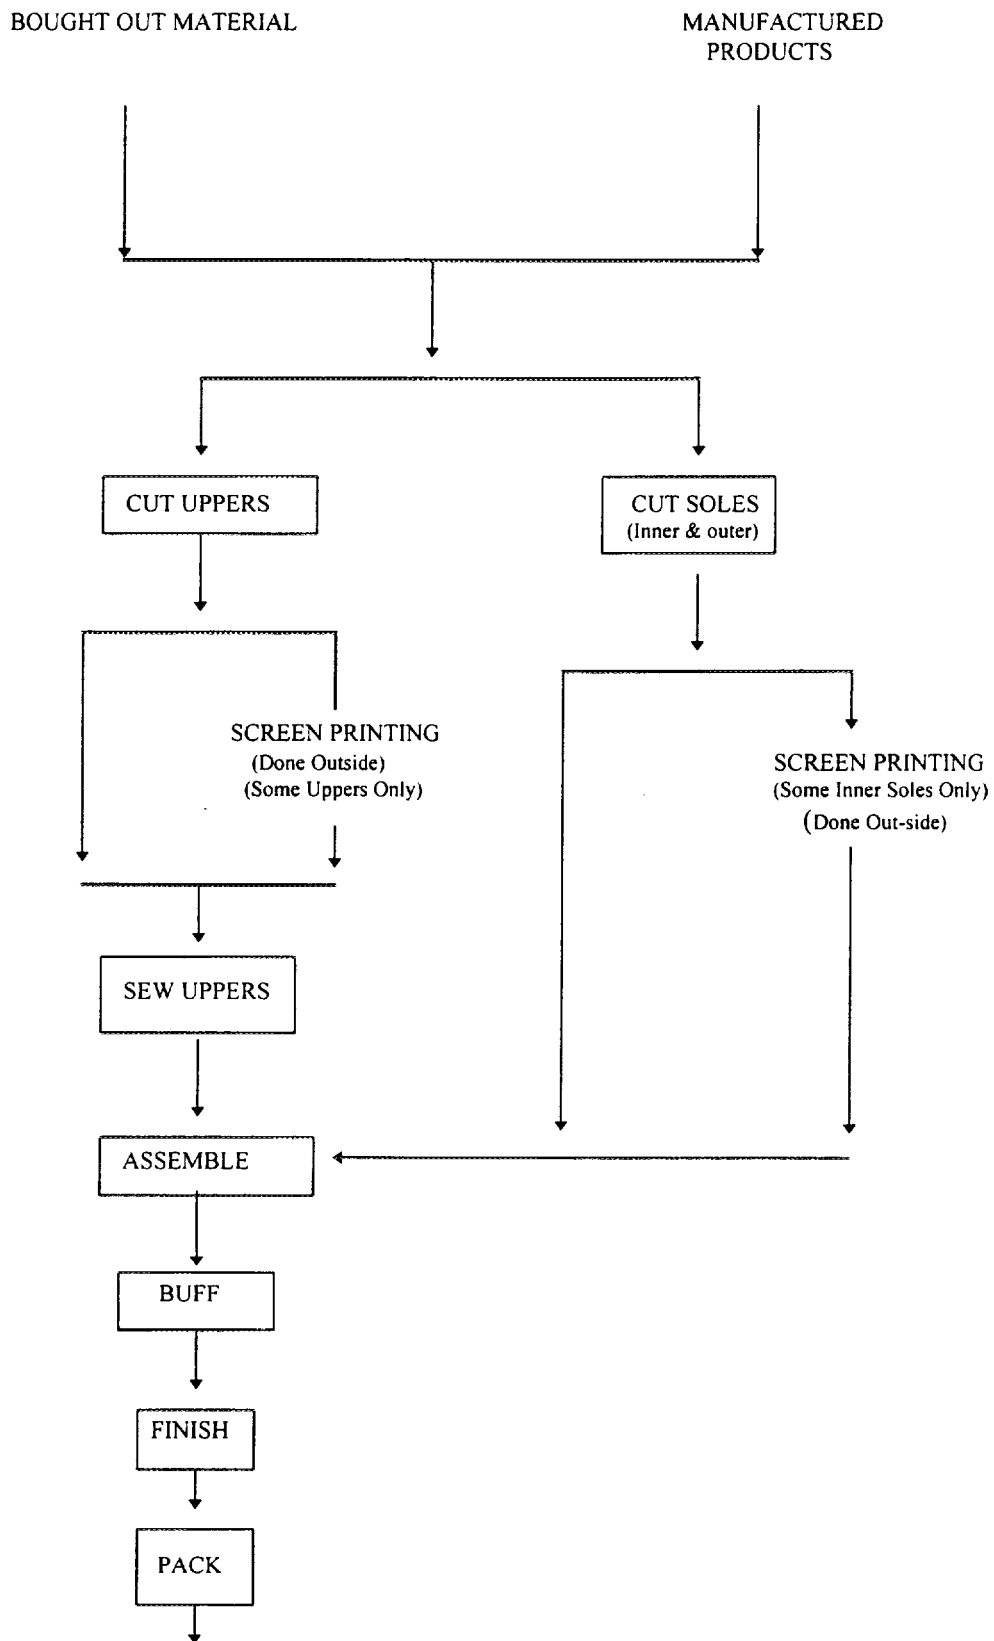 BOUGHT OUT MATERIAL
MANUFACTURED
PRODUCTS
CUT UPPERS
CUT SOLES
(Inner & outer)
SCREEN PRINTING
(Done Outside)
(Some Uppers Only)
SCREEN PRINTING
(Some Inner Soles Only)
(Done Out-side)
SEW UPPERS
ASSEMBLE
BUFF
FINISH
PACK